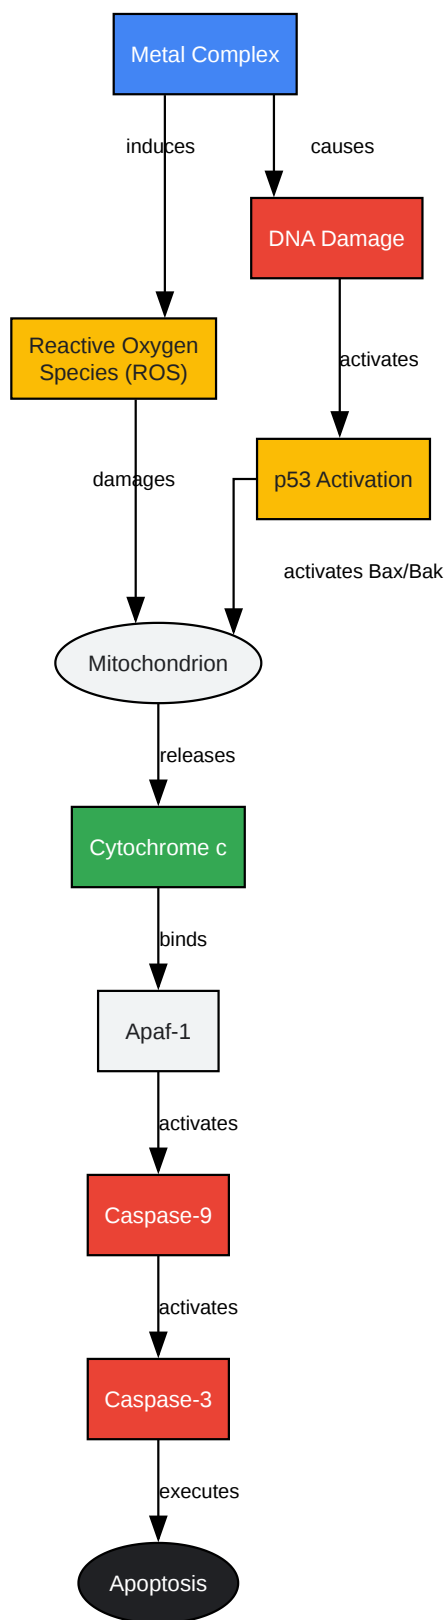 Metal Complex
induces
causes
DNA Damage
Reactive Oxygen
Species (ROS)
activates
damages
p53 Activation
activates Bax/Bak
Mitochondrion
releases
Cytochrome c
binds
Apaf-1
activates
Caspase-9
activates
Caspase-3
executes
Apoptosis